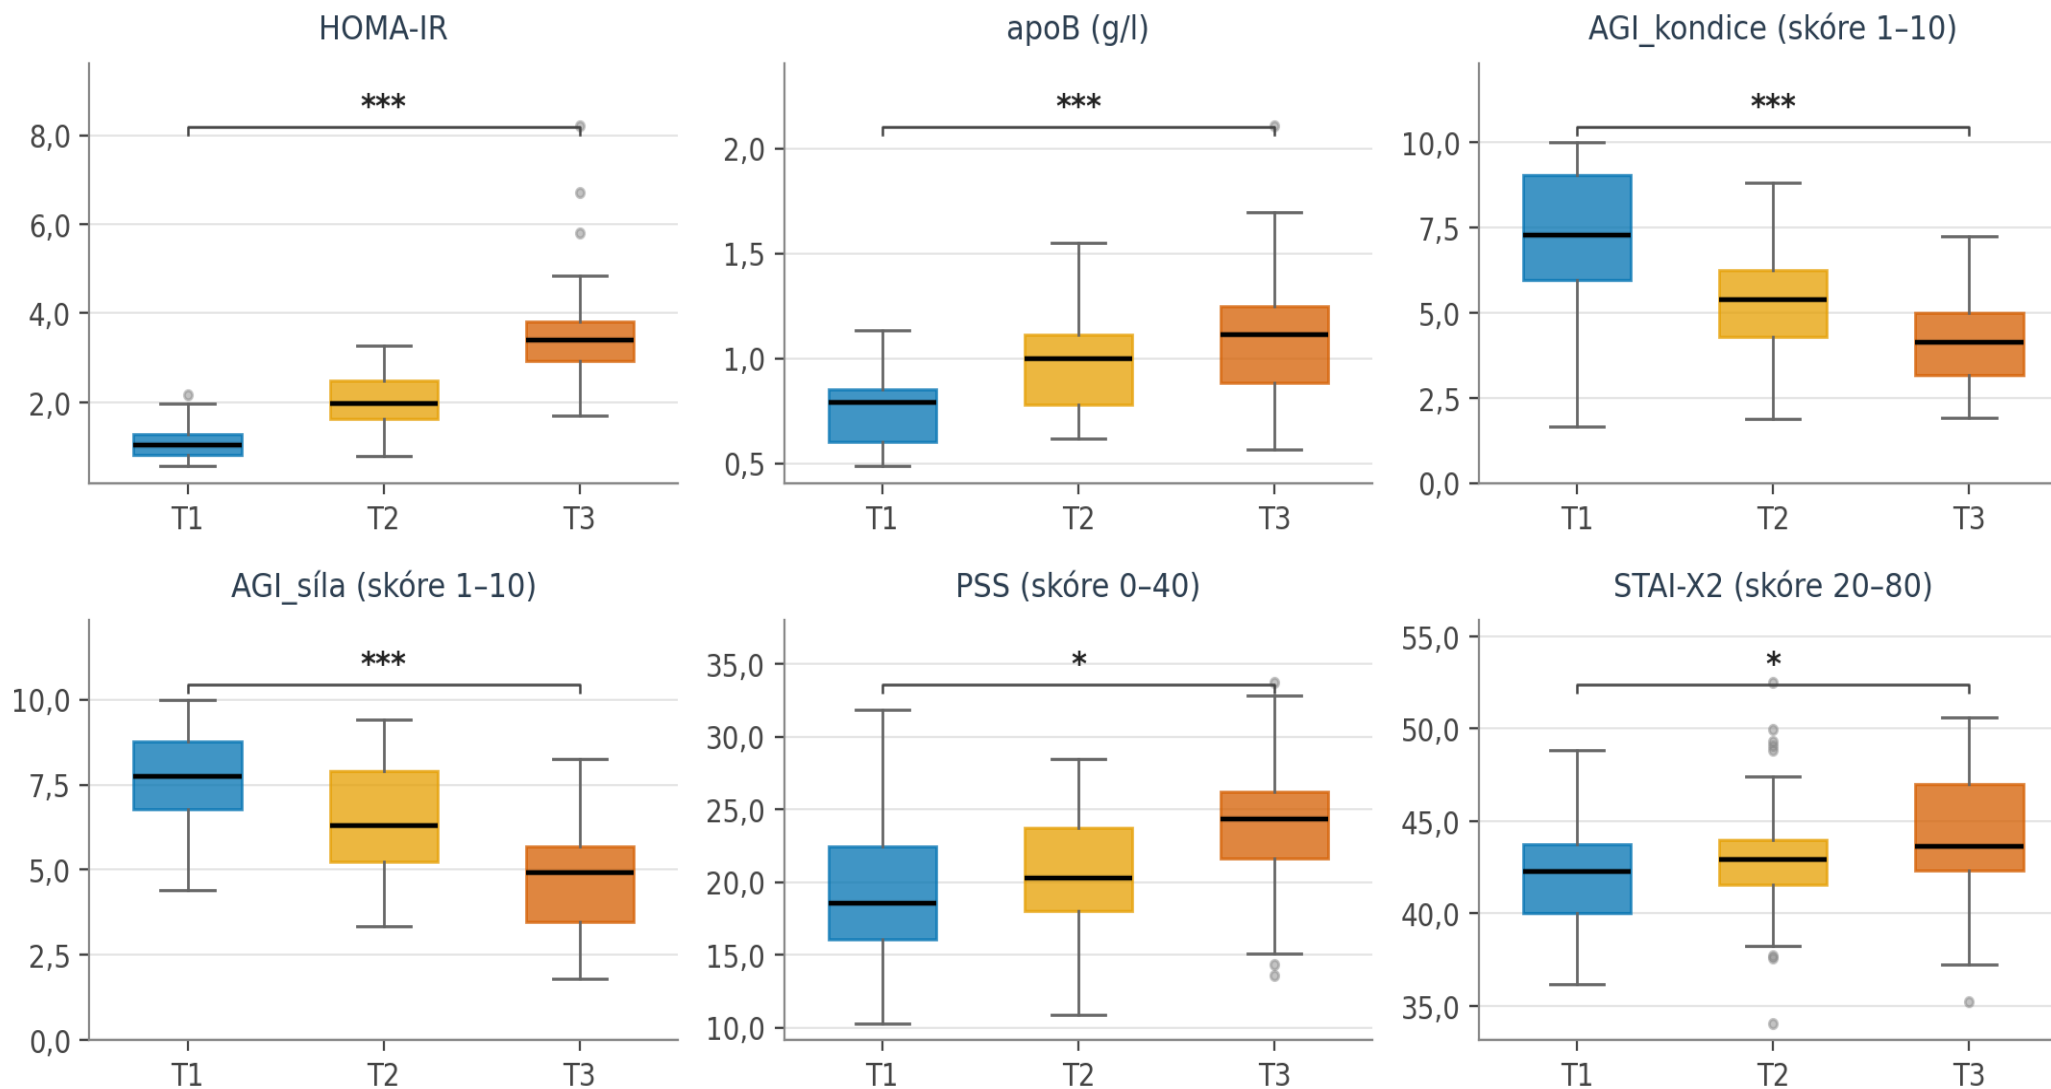 HOMA-IR
***
8,0
6,0
4,0
2,0
T1 T2 T3
apoB (g/l)
***
2,0
1,5
1,0
0,5
T1 T2 T3
AGI_kondice (skóre 1–10)
***
10,0
7,5
5,0
2,5
0,0
T1 T2 T3
AGI_síla (skóre 1–10)
***
10,0
7,5
5,0
2,5
0,0
T1 T2 T3
PSS (skóre 0–40)
*
35,0
30,0
25,0
20,0
15,0
10,0
T1 T2 T3
STAI-X2 (skóre 20–80)
*
55,0
50,0
45,0
40,0
35,0
T1 T2 T3